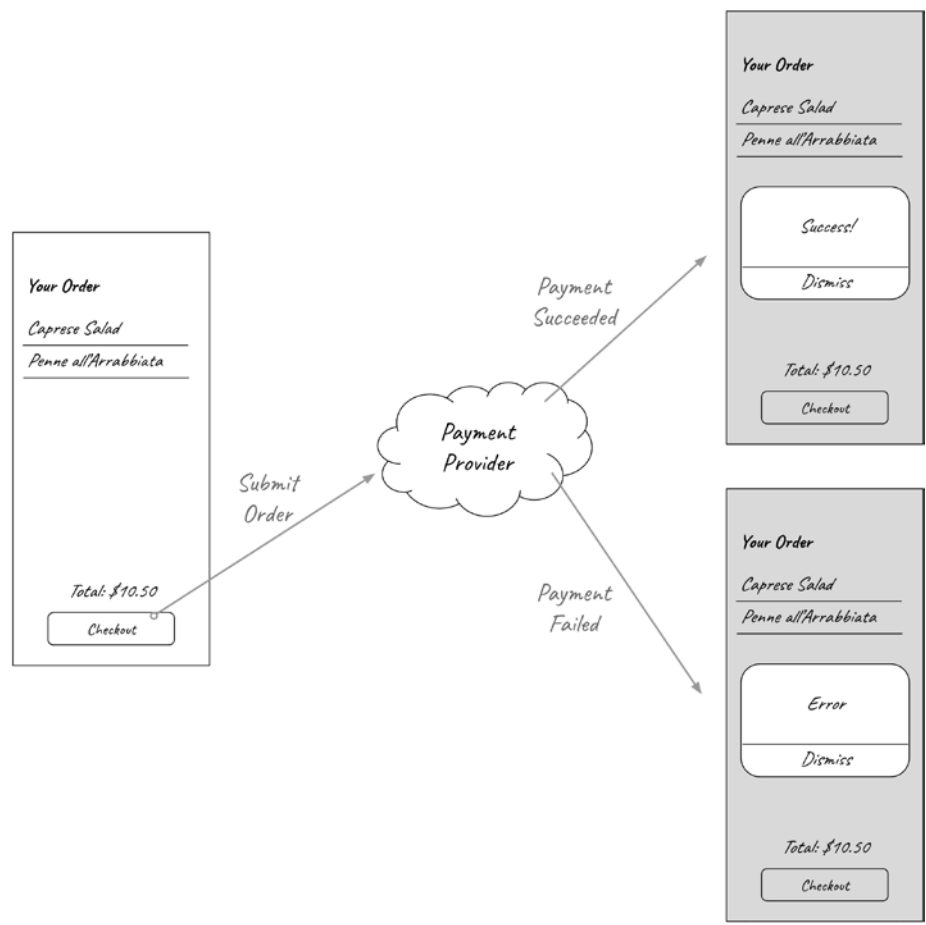 Your Order
Caprese Salad
Penne all'Arrabbiata
Total: $10.50
Checkout
Submit
Order
Payment
Provider
Payment
Succeeded
Payment
Failed
Your Order
Caprese Salad
Penne all'Arrabbiata
Success!
Dismiss
Total: $10.50
Checkout
Your Order
Caprese Salad
Penne all'Arrabbiata
Error
Dismiss
Total: $10.50
Checkout